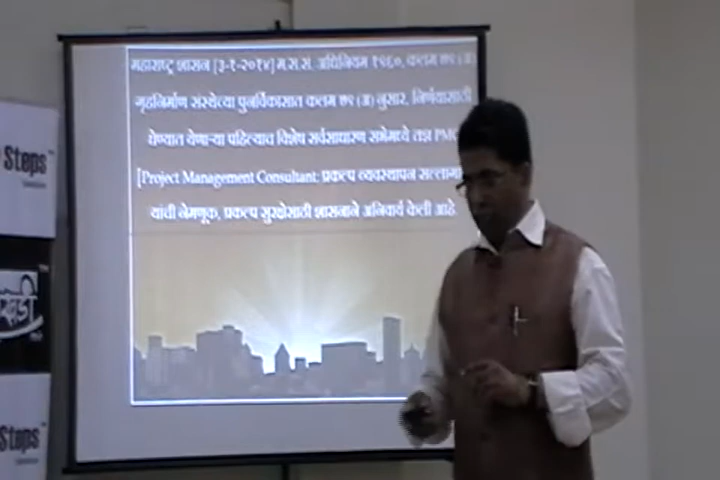 महाराष्ट्र शासन [३-१-२०१४] म.स.सं. अधिनियम १९६०, कलम ७९ (अ)
गृहनिर्माण संस्थेच्या पुनर्विकासात कलम ७९ (अ) नुसार, निर्णयासाठी
घेण्यात येणाऱ्या पहिल्याच विशेष सर्वसाधारण सभेमध्ये तज्ञ PMC
[Project Management Consultant: प्रकल्प व्यवस्थापन सल्लागा
यांची नेमणूक, प्रकल्प सुरक्षेसाठी शासनाने अनिवार्य केली आहे
Steps
Steps